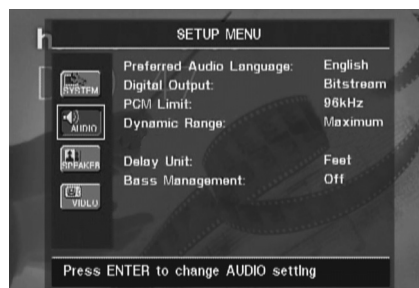 SETUP MENU
SYSTEM
AUDIO
SPEAKER
VIDEO
Preferred Audio Language: English
Digital Output: Bitstream
PCM Limit: 96kHz
Dynamic Range: Maximum
Delay Unit: Feet
Bass Management: Off
Press ENTER to change AUDIO setting